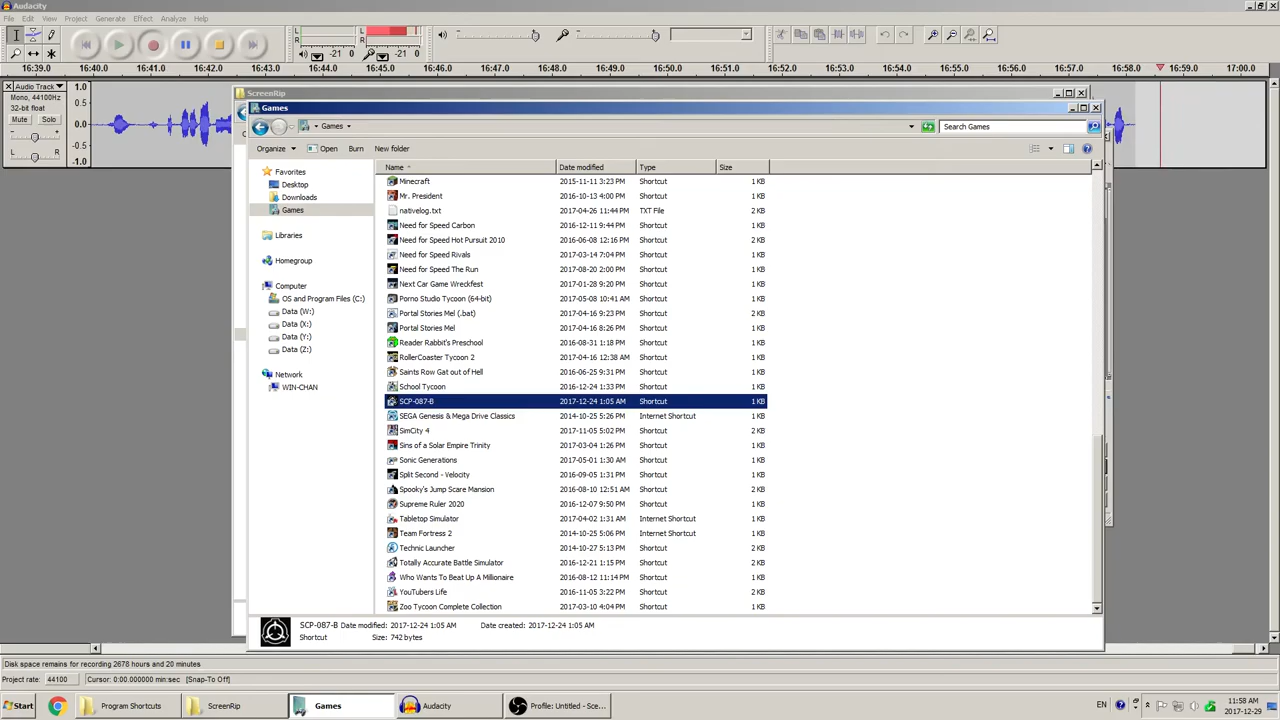 Audacity
File Edit View Project Generate Effect Analyze Help
L R -21 0 L R -21 0
16:39.0 16:40.0 16:41.0 16:42.0 16:43.0 16:44.0 16:45.0 16:46.0 16:47.0 16:48.0 16:49.0 16:50.0 16:51.0 16:52.0 16:53.0 16:54.0 16:55.0 16:56.0 16:57.0 16:58.0 16:59.0 17:00.0
Audio Track 1.0
Mono, 44100Hz
32-bit float 0.5
Mute Solo 0.0
- + -0.5
L R -1.0
ScreenRip
Games
Games Search Games
Organize Open Burn New folder
Name Date modified Type Size
Favorites
Desktop
Downloads
Games
Libraries
Homegroup
Computer
OS and Program Files (C:)
Data (W:)
Data (X:)
Data (Y:)
Data (Z:)
Network
WIN-CHAN
Minecraft 2015-11-11 3:23 PM Shortcut 1 KB
Mr. President 2016-10-13 4:00 PM Shortcut 1 KB
nativelog.txt 2017-04-26 11:44 PM TXT File 2 KB
Need for Speed Carbon 2016-12-11 9:44 PM Shortcut 1 KB
Need for Speed Hot Pursuit 2010 2016-06-08 12:16 PM Shortcut 2 KB
Need for Speed Rivals 2017-03-14 7:04 PM Shortcut 1 KB
Need for Speed The Run 2017-08-20 2:00 PM Shortcut 1 KB
Next Car Game Wreckfest 2017-01-28 9:20 PM Shortcut 1 KB
Porno Studio Tycoon (64-bit) 2017-05-08 10:41 AM Shortcut 1 KB
Portal Stories Mel (.bat) 2017-04-16 9:23 PM Shortcut 2 KB
Portal Stories Mel 2017-04-16 8:26 PM Shortcut 1 KB
Reader Rabbit's Preschool 2016-08-31 1:18 PM Shortcut 1 KB
RollerCoaster Tycoon 2 2017-04-16 12:38 AM Shortcut 1 KB
Saints Row Gat out of Hell 2016-06-25 9:31 PM Shortcut 1 KB
School Tycoon 2016-12-24 1:33 PM Shortcut 1 KB
SCP-087-B 2017-12-24 1:05 AM Shortcut 1 KB
SEGA Genesis & Mega Drive Classics 2014-10-25 5:26 PM Internet Shortcut 1 KB
SimCity 4 2017-11-05 5:02 PM Shortcut 2 KB
Sins of a Solar Empire Trinity 2017-03-04 1:26 PM Shortcut 1 KB
Sonic Generations 2017-05-01 1:30 AM Shortcut 1 KB
Split Second - Velocity 2016-09-05 1:31 PM Shortcut 1 KB
Spooky's Jump Scare Mansion 2016-08-10 12:51 AM Shortcut 2 KB
Supreme Ruler 2020 2016-12-07 9:50 PM Shortcut 1 KB
Tabletop Simulator 2017-04-02 1:31 AM Internet Shortcut 1 KB
Team Fortress 2 2014-10-25 5:06 PM Internet Shortcut 1 KB
Technic Launcher 2014-10-27 5:13 PM Shortcut 2 KB
Totally Accurate Battle Simulator 2016-12-21 1:15 PM Shortcut 2 KB
Who Wants To Beat Up A Millionaire 2016-08-12 11:14 PM Shortcut 1 KB
YouTubers Life 2016-11-05 3:22 PM Shortcut 2 KB
Zoo Tycoon Complete Collection 2017-03-10 4:04 PM Shortcut 1 KB
SCP-087-B Date modified: 2017-12-24 1:05 AM Date created: 2017-12-24 1:05 AM
Shortcut Size: 742 bytes
Disk space remains for recording 2678 hours and 20 minutes
Project rate: 44100 Cursor: 0:00.000000 min:sec [Snap-To Off]
Start Program Shortcuts ScreenRip Games Audacity Profile: Untitled - Sce... EN 11:58 AM
2017-12-29